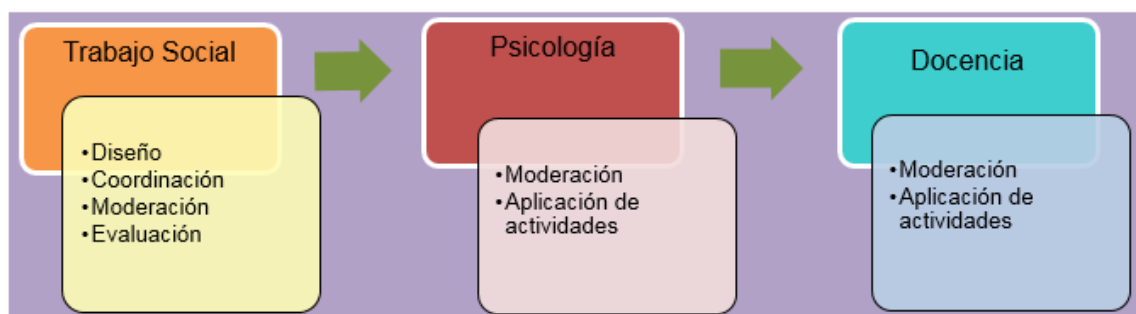 Trabajo Social
•Diseño
•Coordinación
•Moderación
•Evaluación
Psicología
•Moderación
•Aplicación de
actividades
Docencia
•Moderación
•Aplicación de
actividades